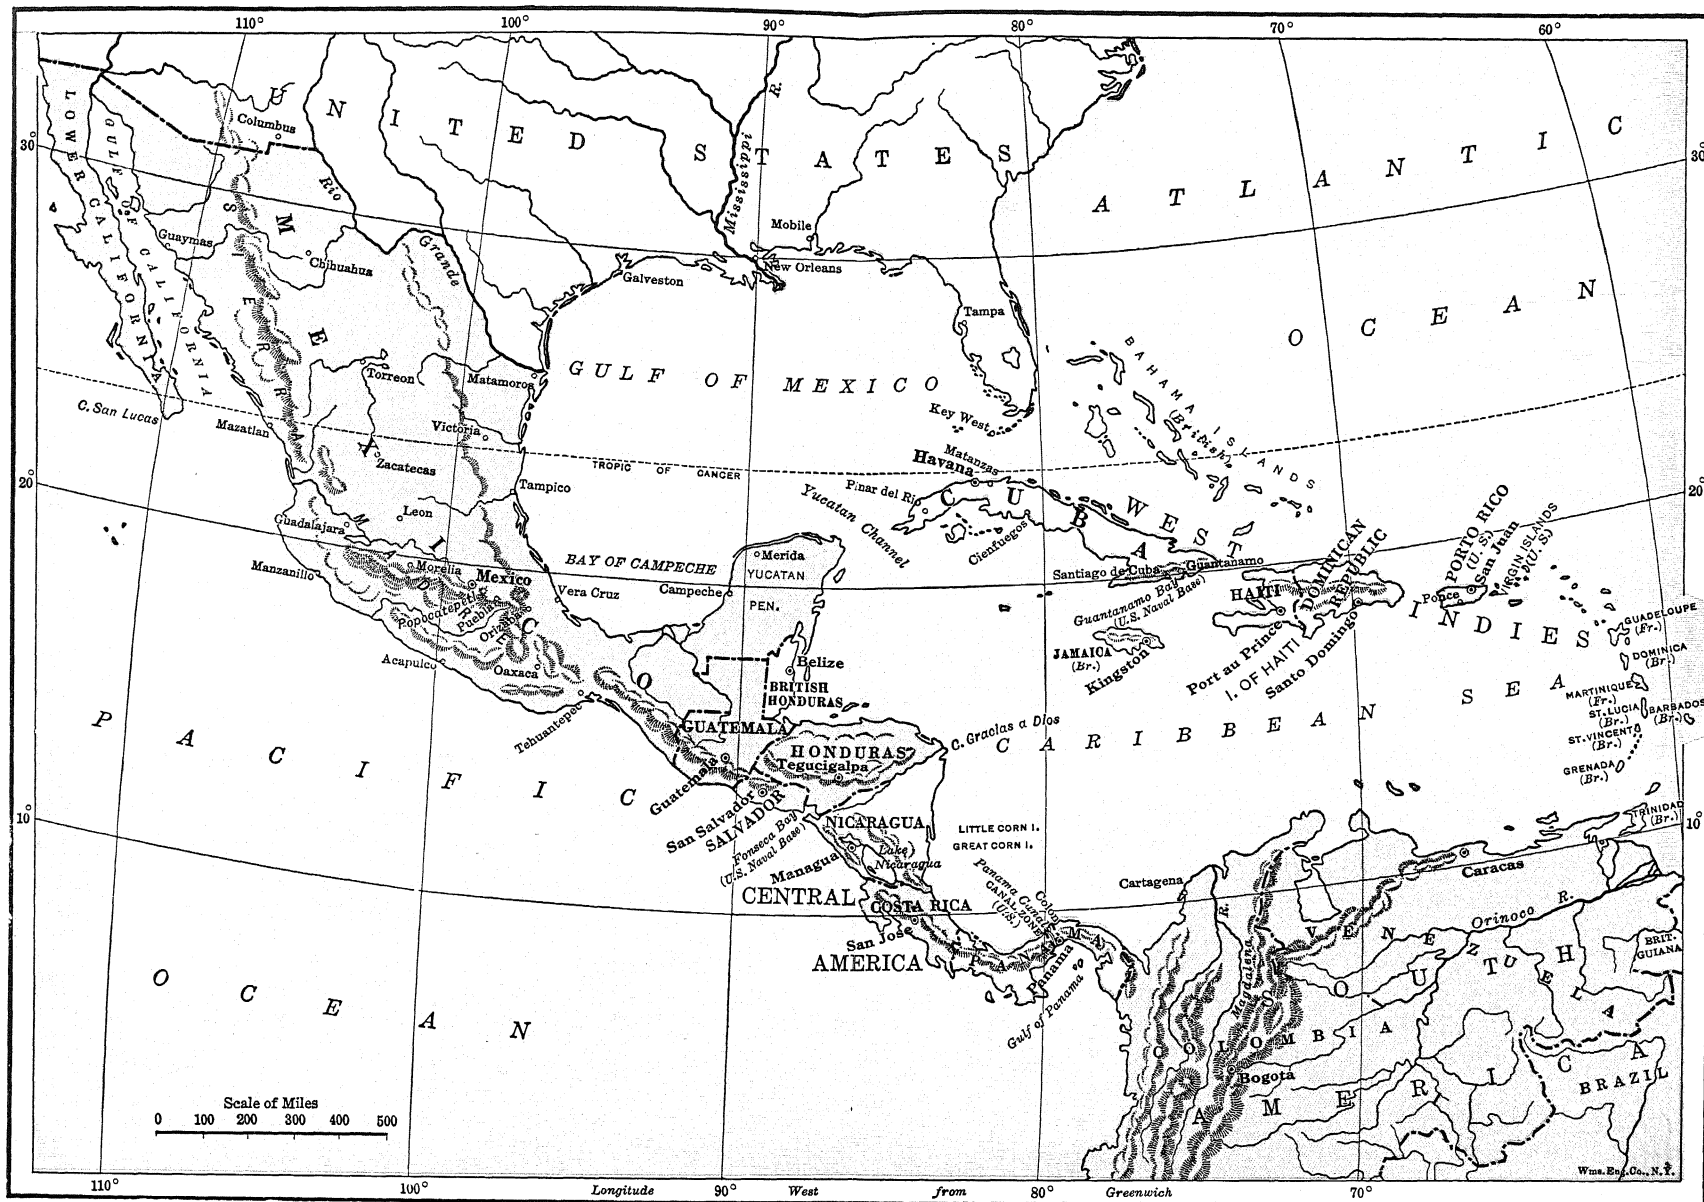 110° 100° 90° 80° 70° 60°
30°
30°
20°
20°
10°
10°
UNITED STATES
Columbus
Rio
Grande
Mississippi
R.
Mobile
New Orleans
Galveston
Tampa
Key West
ATLANTIC
OCEAN
LOWER CALIFORNIA
GULF OF CALIFORNIA
Guaymas
Chihuahua
SIERRA MADRE
MEXICO
Torreon
Matamoros
Victoria
C. San Lucas
Mazatlan
Zacatecas
Tampico
Leon
Guadalajara
Manzanillo
Morelia
Mexico
Popocatepetl
Puebla
Orizaba
Vera Cruz
Acapulco
Oaxaca
Tehuantepec
GULF OF MEXICO
TROPIC OF CANCER
BAY OF CAMPECHE
Merida
YUCATAN
PEN.
Campeche
Yucatan Channel
BAHAMA ISLANDS
(British)
Matanzas
Havana
Pinar del Rio
CUBA
Cienfuegos
Santiago de Cuba
Guantanamo
Guantanamo Bay
(U.S. Naval Base)
WEST
INDIES
JAMAICA
(Br.)
Kingston
HAITI
DOMINICAN
REPUBLIC
Port au Prince
I. OF HAITI
Santo Domingo
PORTO RICO
(U.S.)
San Juan
Ponce
VIRGIN ISLANDS
(U.S.)
GUADELOUPE
(Fr.)
DOMINICA
(Br.)
MARTINIQUE
(Fr.)
ST. LUCIA
(Br.)
BARBADOS
(Br.)
ST. VINCENT
(Br.)
GRENADA
(Br.)
TRINIDAD
(Br.)
CARIBBEAN SEA
Belize
BRITISH
HONDURAS
GUATEMALA
Guatemala
HONDURAS
Tegucigalpa
C. Gracias a Dios
San Salvador
SALVADOR
Fonseca Bay
(U.S. Naval Base)
NICARAGUA
Managua
Lake
Nicaragua
LITTLE CORN I.
GREAT CORN I.
CENTRAL
AMERICA
COSTA RICA
San Jose
Panama Canal
CANAL ZONE
(U.S.)
Colon
PANAMA
Panama
Gulf of Panama
PACIFIC
OCEAN
Cartagena
Magdalena
R.
Caracas
Orinoco R.
VENEZUELA
BRIT.
GUIANA
COLOMBIA
Bogota
SOUTH
AMERICA
BRAZIL
Scale of Miles
0 100 200 300 400 500
Wms. Eng. Co., N.Y.
110° 100° 90° 80° 70°
Longitude West from Greenwich